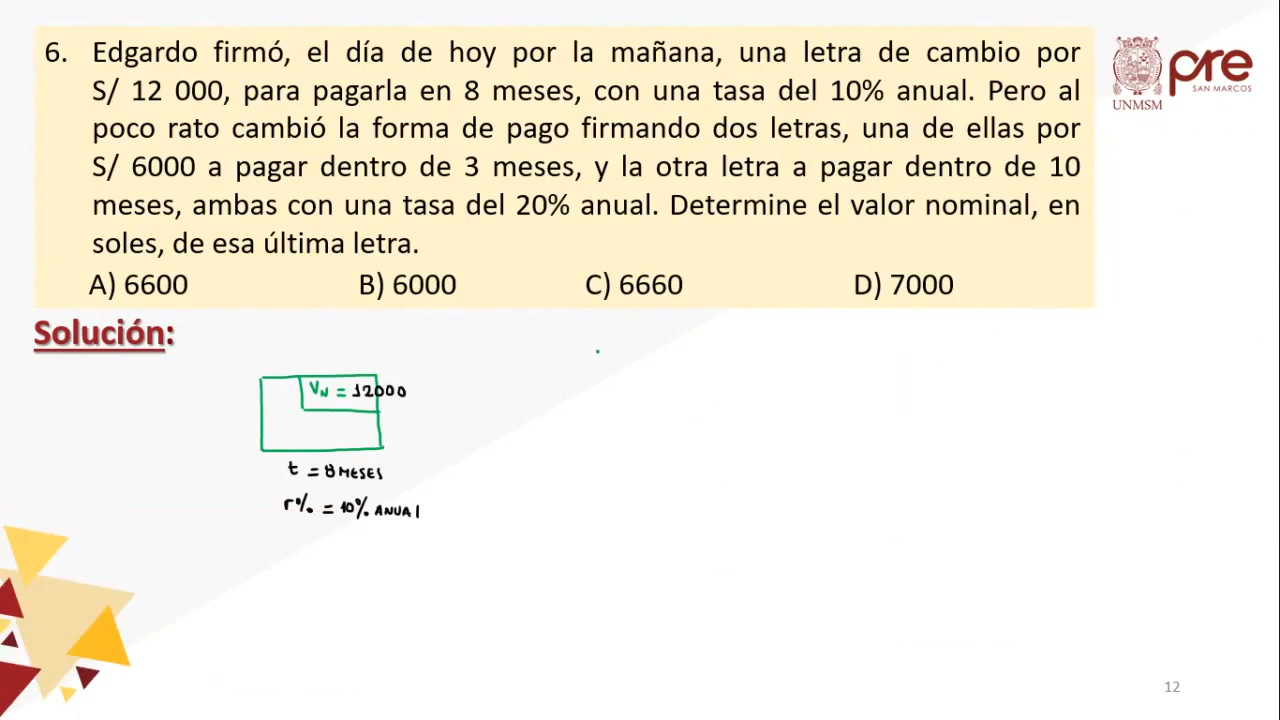 6. Edgardo firmó, el día de hoy por la mañana, una letra de cambio por
S/ 12 000, para pagarla en 8 meses, con una tasa del 10% anual. Pero al
poco rato cambió la forma de pago firmando dos letras, una de ellas por
S/ 6000 a pagar dentro de 3 meses, y la otra letra a pagar dentro de 10
meses, ambas con una tasa del 20% anual. Determine el valor nominal, en
soles, de esa última letra.
A) 6600 B) 6000 C) 6660 D) 7000
UNMSM
pre
SAN MARCOS
Solución:
VN = 12000
t = 8 MESES
r% = 10% ANUAL
12